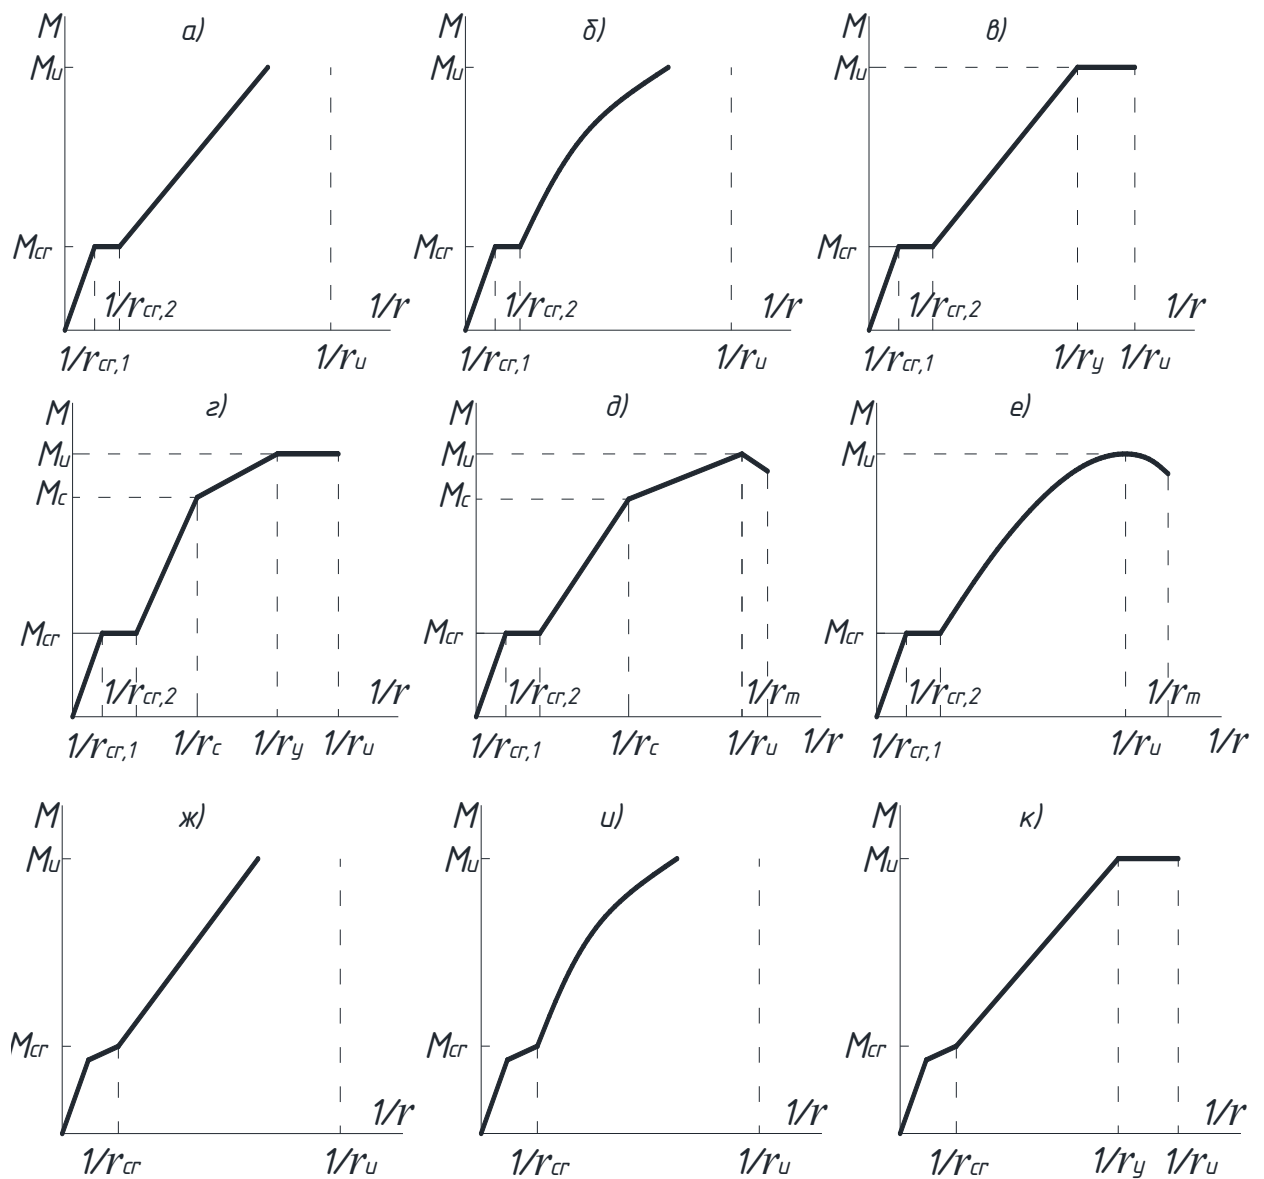 M а) M б) M в)
Mu Mu Mu
Mcr Mcr Mcr
1/rcr,2 1/r 1/rcr,2 1/r 1/rcr,2 1/r
1/rcr,1 1/ru 1/rcr,1 1/ru 1/rcr,1 1/ry 1/ru
M г) M д) M е)
Mu Mu Mu
Mc Mc
Mcr Mcr Mcr
1/rcr,2 1/r 1/rcr,2 1/rm 1/rcr,2 1/rm
1/rcr,1 1/rc 1/ry 1/ru 1/rcr,1 1/rc 1/ru 1/r 1/rcr,1 1/ru 1/r
M ж) M и) M к)
Mu Mu Mu
Mcr Mcr Mcr
1/r 1/r 1/r
1/rcr 1/ru 1/rcr 1/ru 1/rcr 1/ry 1/ru